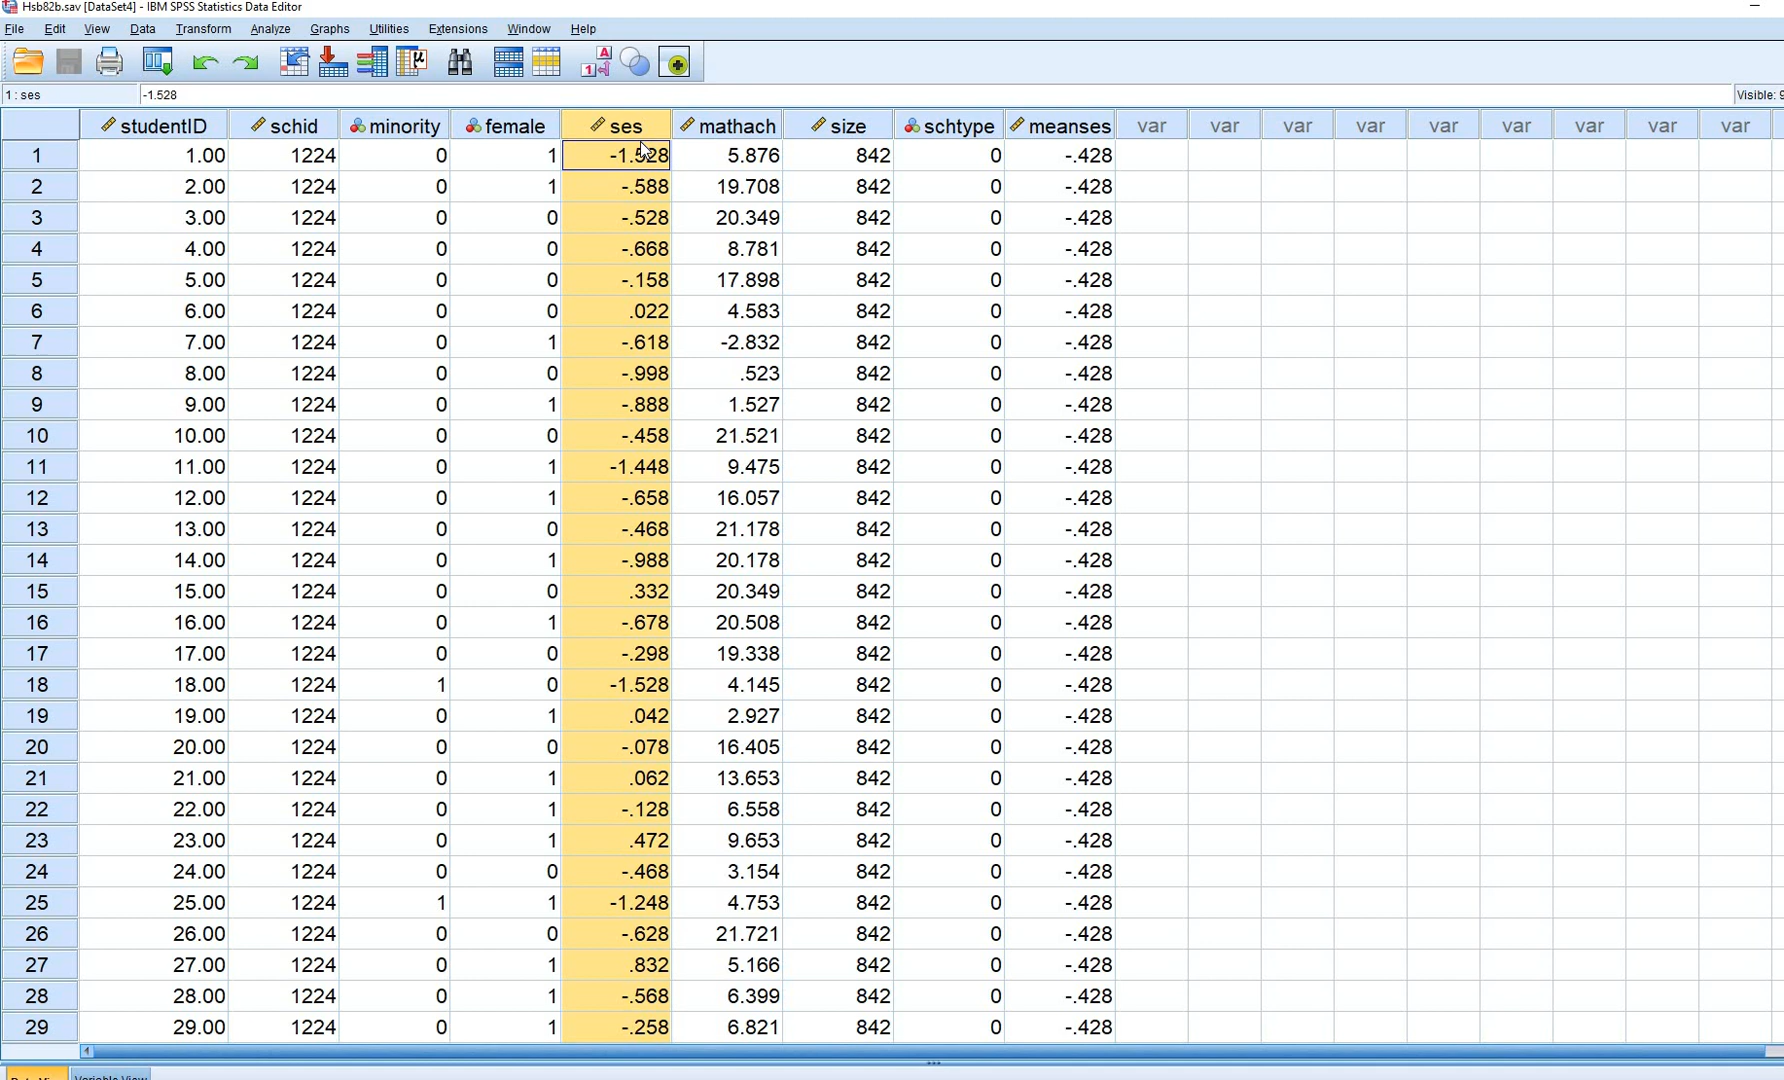 Hsb82b.sav [DataSet4] - IBM SPSS Statistics Data Editor
File Edit View Data Transform Analyze Graphs Utilities Extensions Window Help
1 : ses -1.528 Visible: 9
studentID schid minority female ses mathach size schtype meanses var var var var var var var var var
1 1.00 1224 0 1 -1.528 5.876 842 0 -.428
2 2.00 1224 0 1 -.588 19.708 842 0 -.428
3 3.00 1224 0 0 -.528 20.349 842 0 -.428
4 4.00 1224 0 0 -.668 8.781 842 0 -.428
5 5.00 1224 0 0 -.158 17.898 842 0 -.428
6 6.00 1224 0 0 .022 4.583 842 0 -.428
7 7.00 1224 0 1 -.618 -2.832 842 0 -.428
8 8.00 1224 0 0 -.998 .523 842 0 -.428
9 9.00 1224 0 1 -.888 1.527 842 0 -.428
10 10.00 1224 0 0 -.458 21.521 842 0 -.428
11 11.00 1224 0 1 -1.448 9.475 842 0 -.428
12 12.00 1224 0 1 -.658 16.057 842 0 -.428
13 13.00 1224 0 0 -.468 21.178 842 0 -.428
14 14.00 1224 0 1 -.988 20.178 842 0 -.428
15 15.00 1224 0 0 .332 20.349 842 0 -.428
16 16.00 1224 0 1 -.678 20.508 842 0 -.428
17 17.00 1224 0 0 -.298 19.338 842 0 -.428
18 18.00 1224 1 0 -1.528 4.145 842 0 -.428
19 19.00 1224 0 1 .042 2.927 842 0 -.428
20 20.00 1224 0 0 -.078 16.405 842 0 -.428
21 21.00 1224 0 1 .062 13.653 842 0 -.428
22 22.00 1224 0 1 -.128 6.558 842 0 -.428
23 23.00 1224 0 1 .472 9.653 842 0 -.428
24 24.00 1224 0 0 -.468 3.154 842 0 -.428
25 25.00 1224 1 1 -1.248 4.753 842 0 -.428
26 26.00 1224 0 0 -.628 21.721 842 0 -.428
27 27.00 1224 0 1 .832 5.166 842 0 -.428
28 28.00 1224 0 1 -.568 6.399 842 0 -.428
29 29.00 1224 0 1 -.258 6.821 842 0 -.428